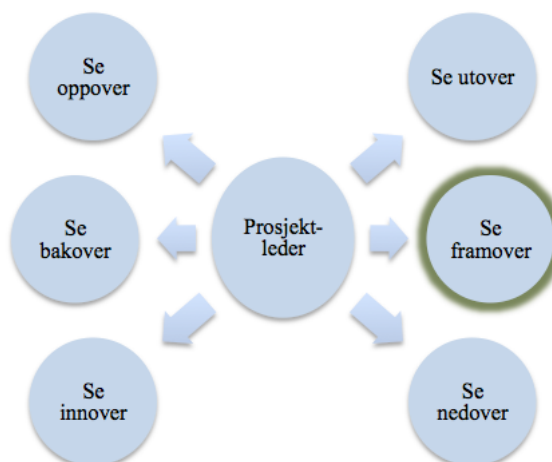 Se
oppover
Se utover
Se
bakover
Prosjekt-
leder
Se
framover
Se
innover
Se
nedover